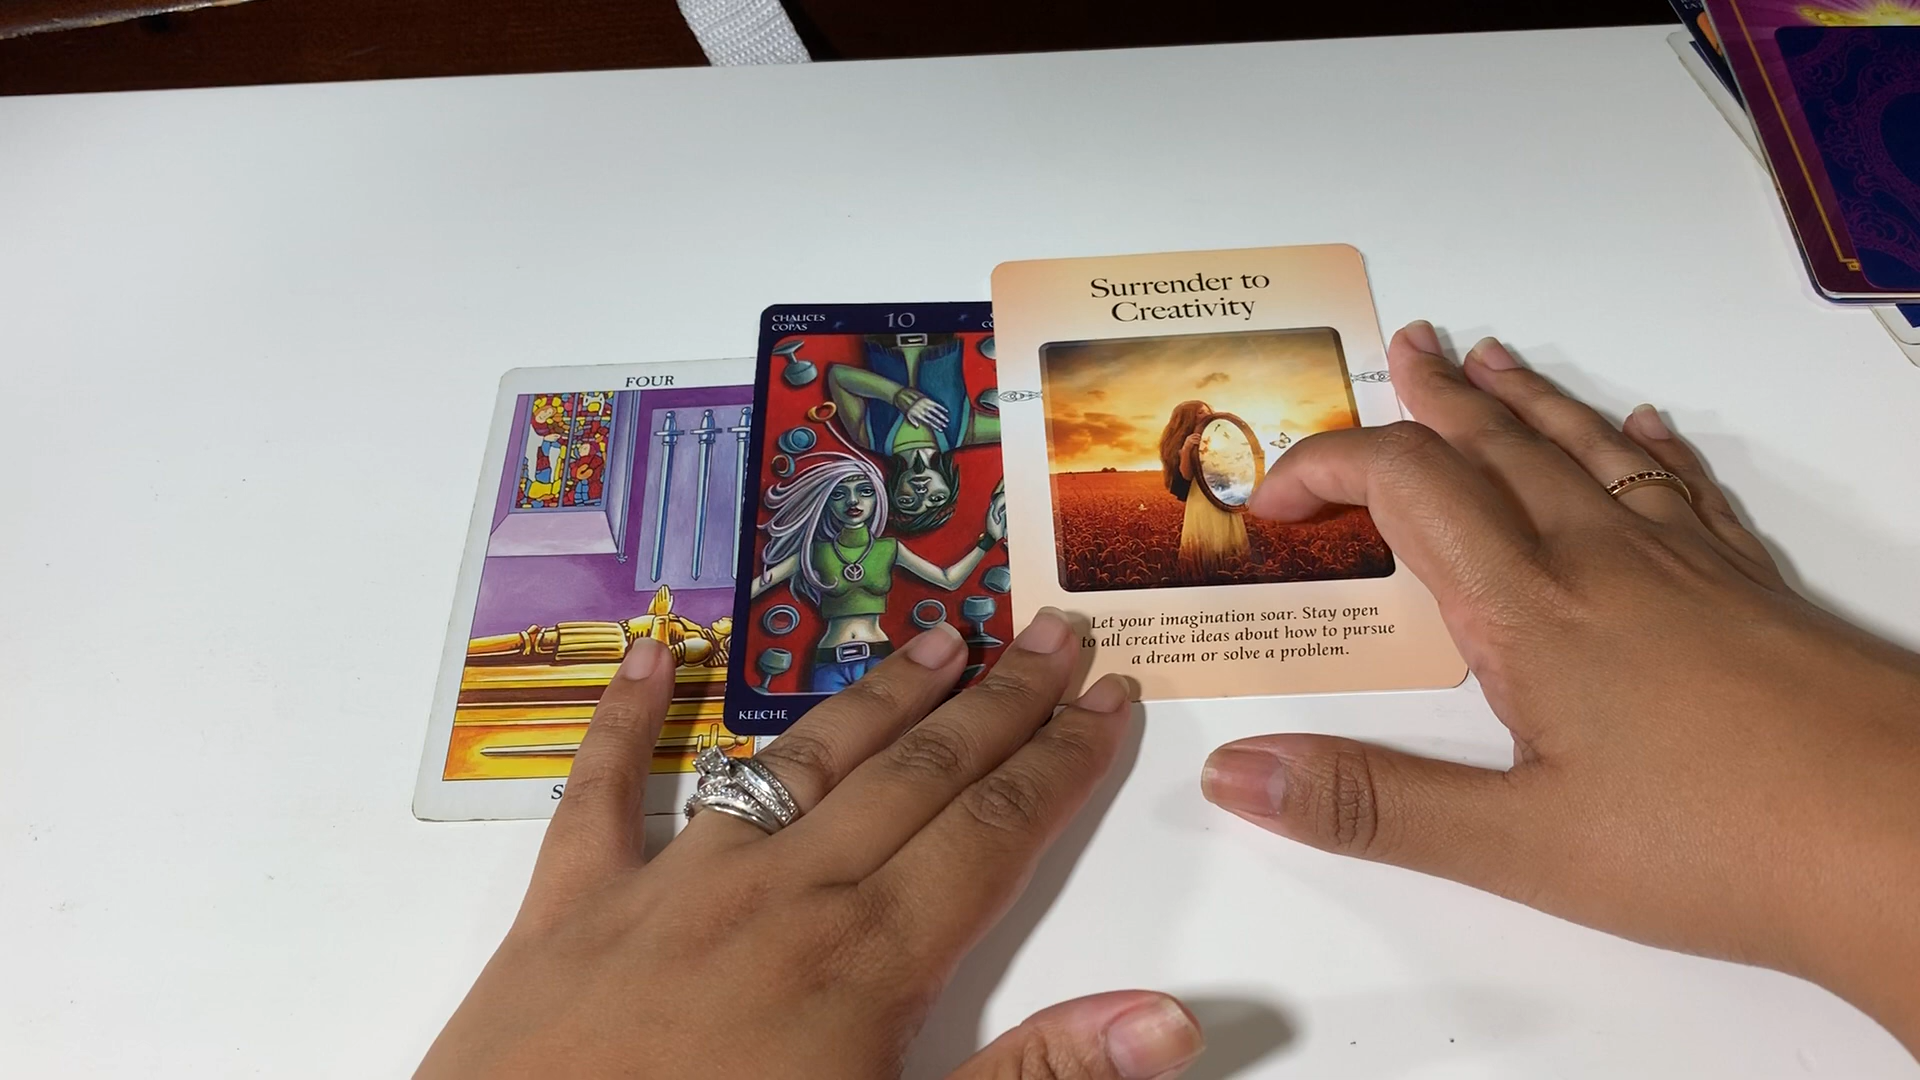 FOUR
CHALICES
COPAS
10
KELCHE
Surrender to
Creativity
Let your imagination soar. Stay open
to all creative ideas about how to pursue
a dream or solve a problem.